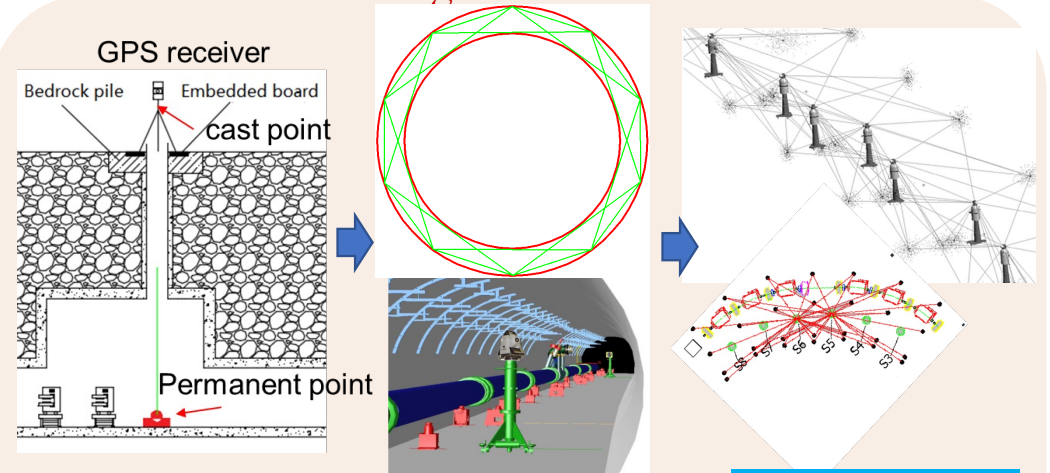 GPS receiver
Bedrock pile
Embedded board
cast point
Permanent point
S8
S7
S6
S5
S4
S3